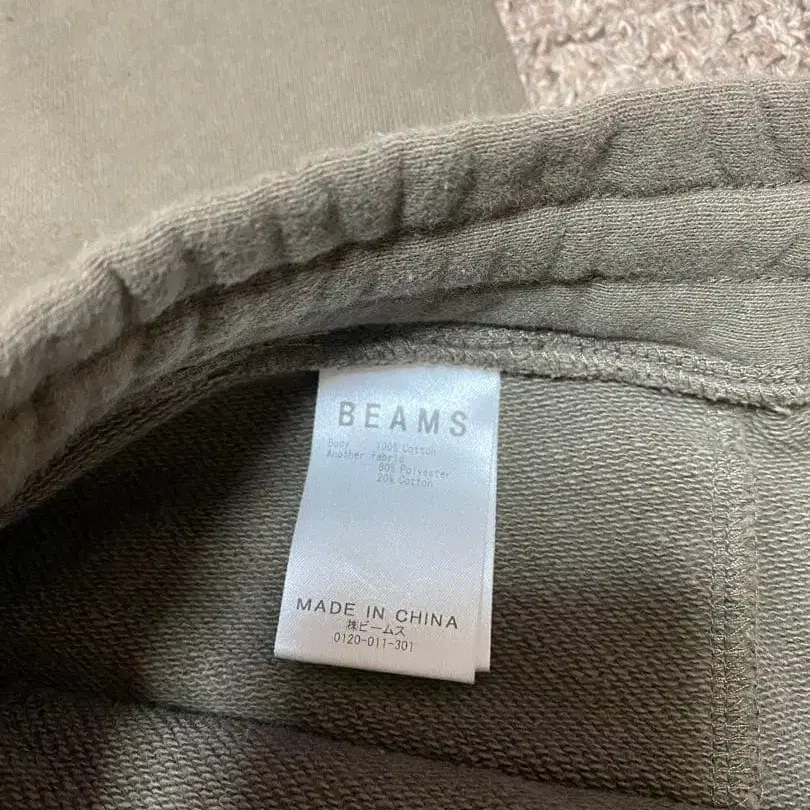 BEAMS
Body 100% Cotton
Another fabric
80% Polyester
20% Cotton
MADE IN CHINA
㈱ビームス
0120-011-301